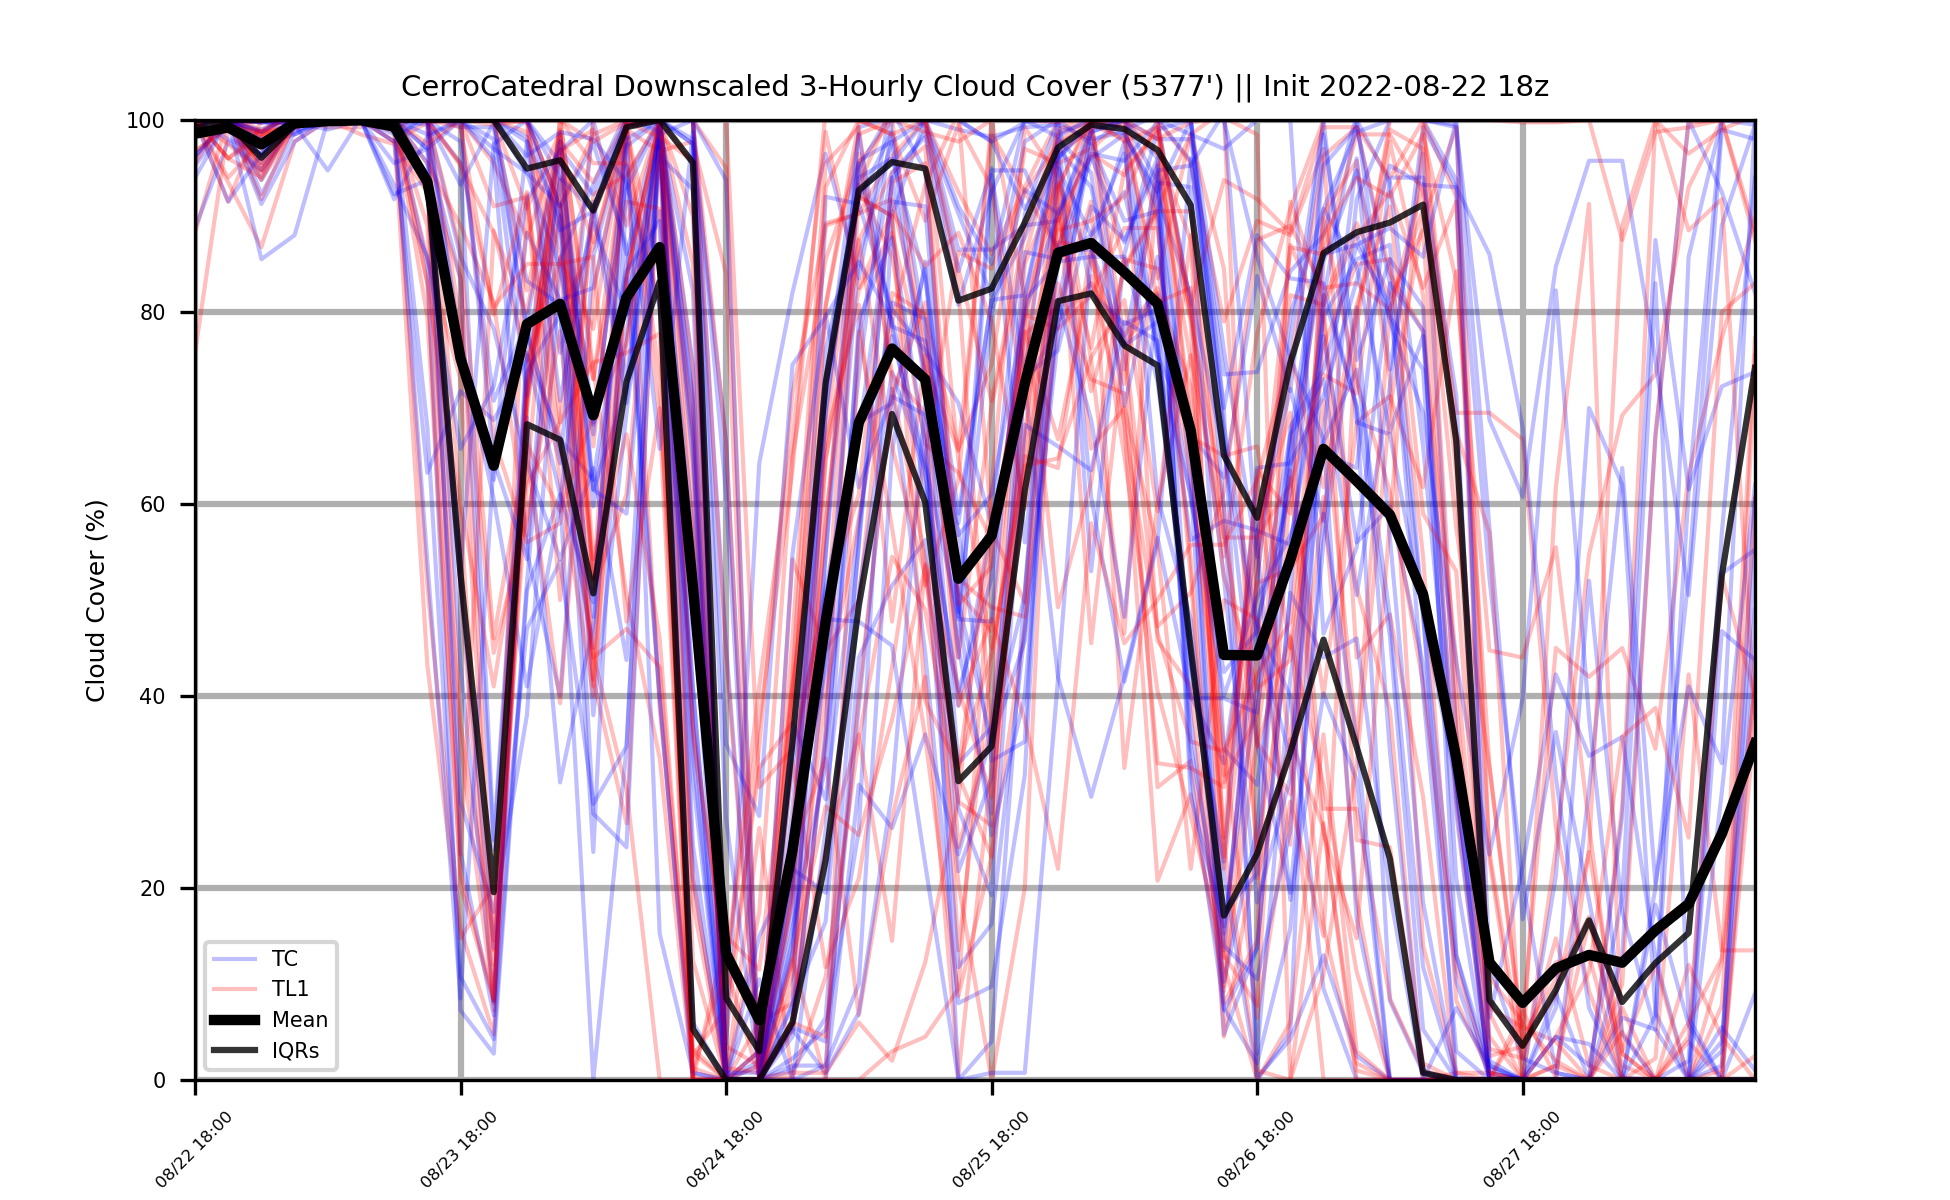 CerroCatedral Downscaled 3-Hourly Cloud Cover (5377') || Init 2022-08-22 18z
Cloud Cover (%)
100
80
60
40
20
0
TC
TL1
Mean
IQRs
08/22 18:00
08/23 18:00
08/24 18:00
08/25 18:00
08/26 18:00
08/27 18:00